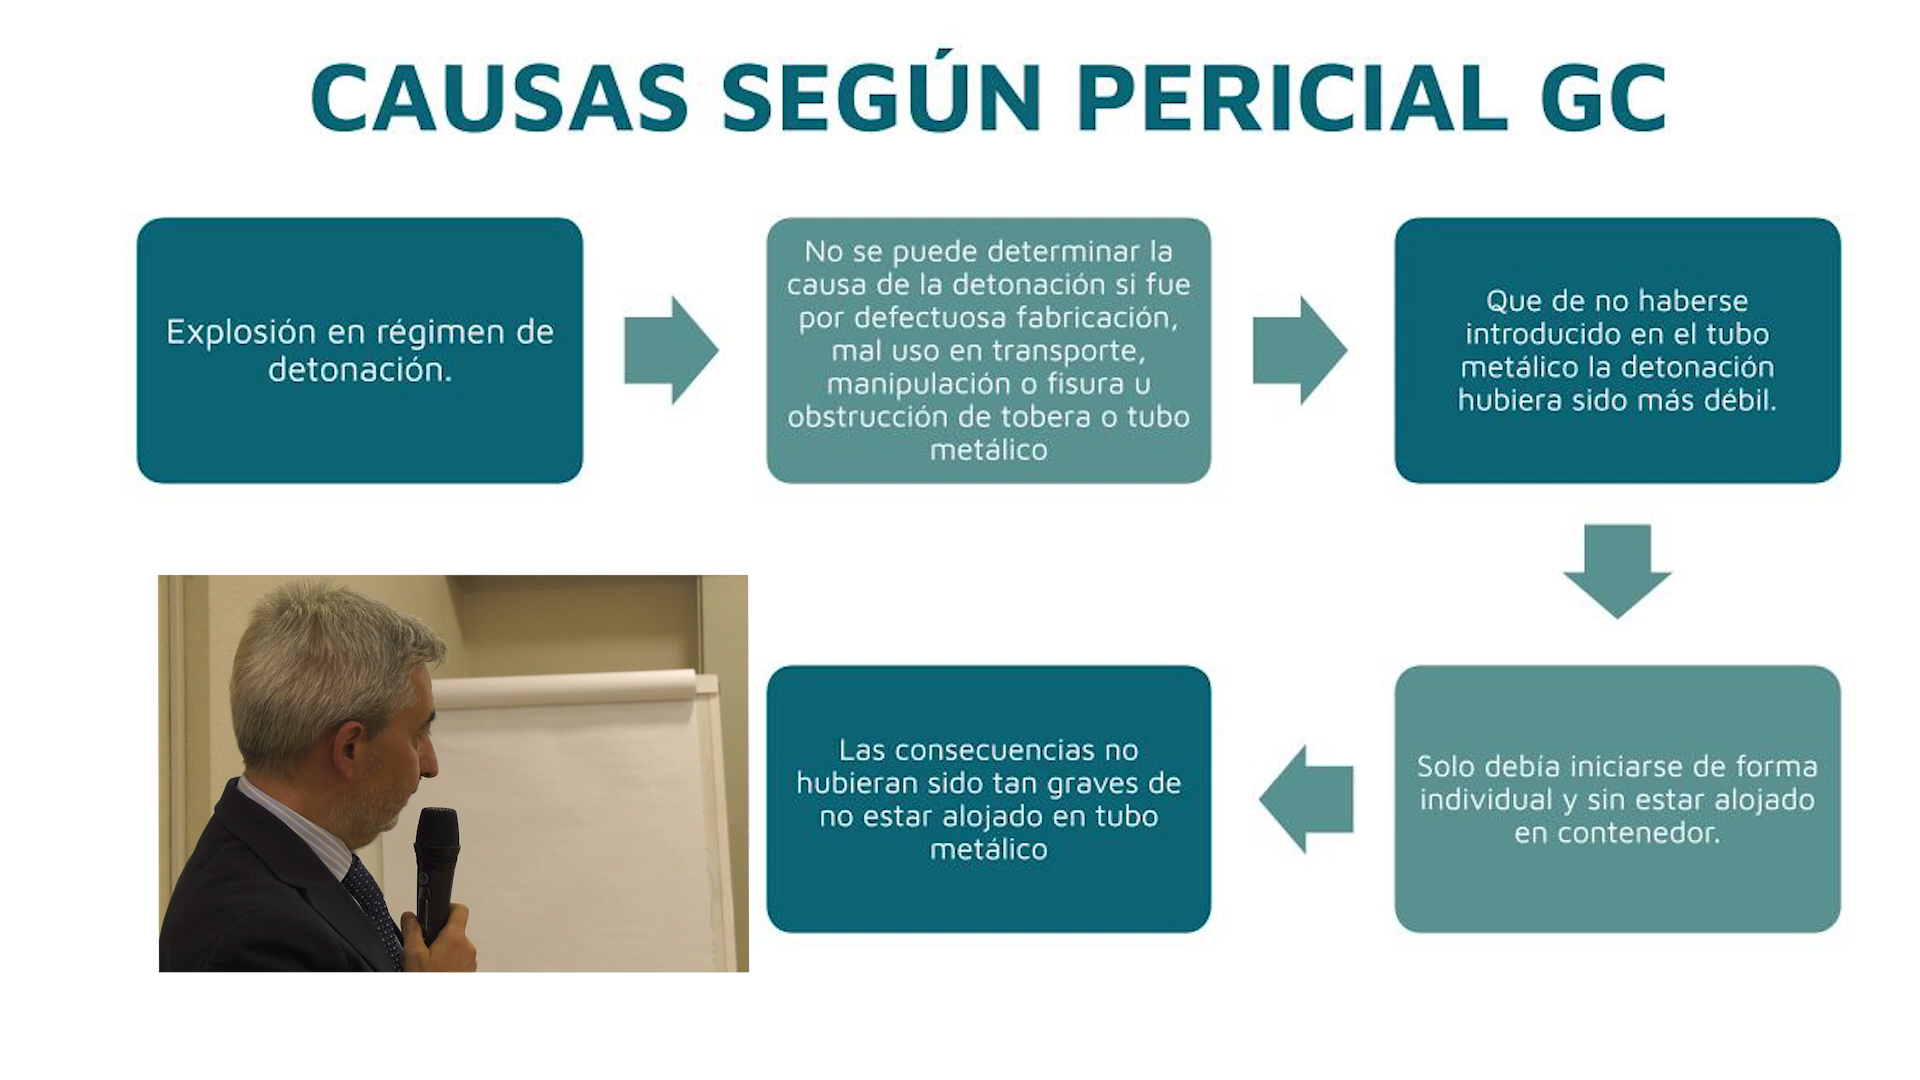 CAUSAS SEGÚN PERICIAL GC
Explosión en régimen de
detonación.
No se puede determinar la
causa de la detonación si fue
por defectuosa fabricación,
mal uso en transporte,
manipulación o fisura u
obstrucción de tobera o tubo
metálico
Que de no haberse
introducido en el tubo
metálico la detonación
hubiera sido más débil.
Solo debía iniciarse de forma
individual y sin estar alojado
en contenedor.
Las consecuencias no
hubieran sido tan graves de
no estar alojado en tubo
metálico